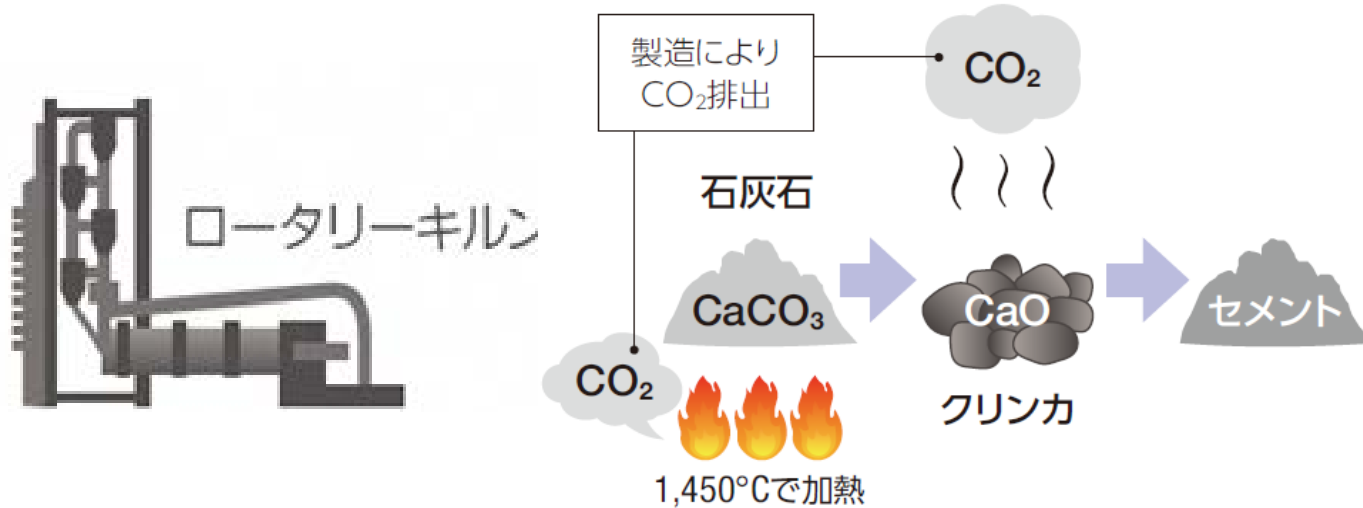 製造により
CO₂排出
CO₂
石灰石
ロータリーキルン
CaCO₃
CaO
セメント
CO₂
クリンカ
1,450°Cで加熱